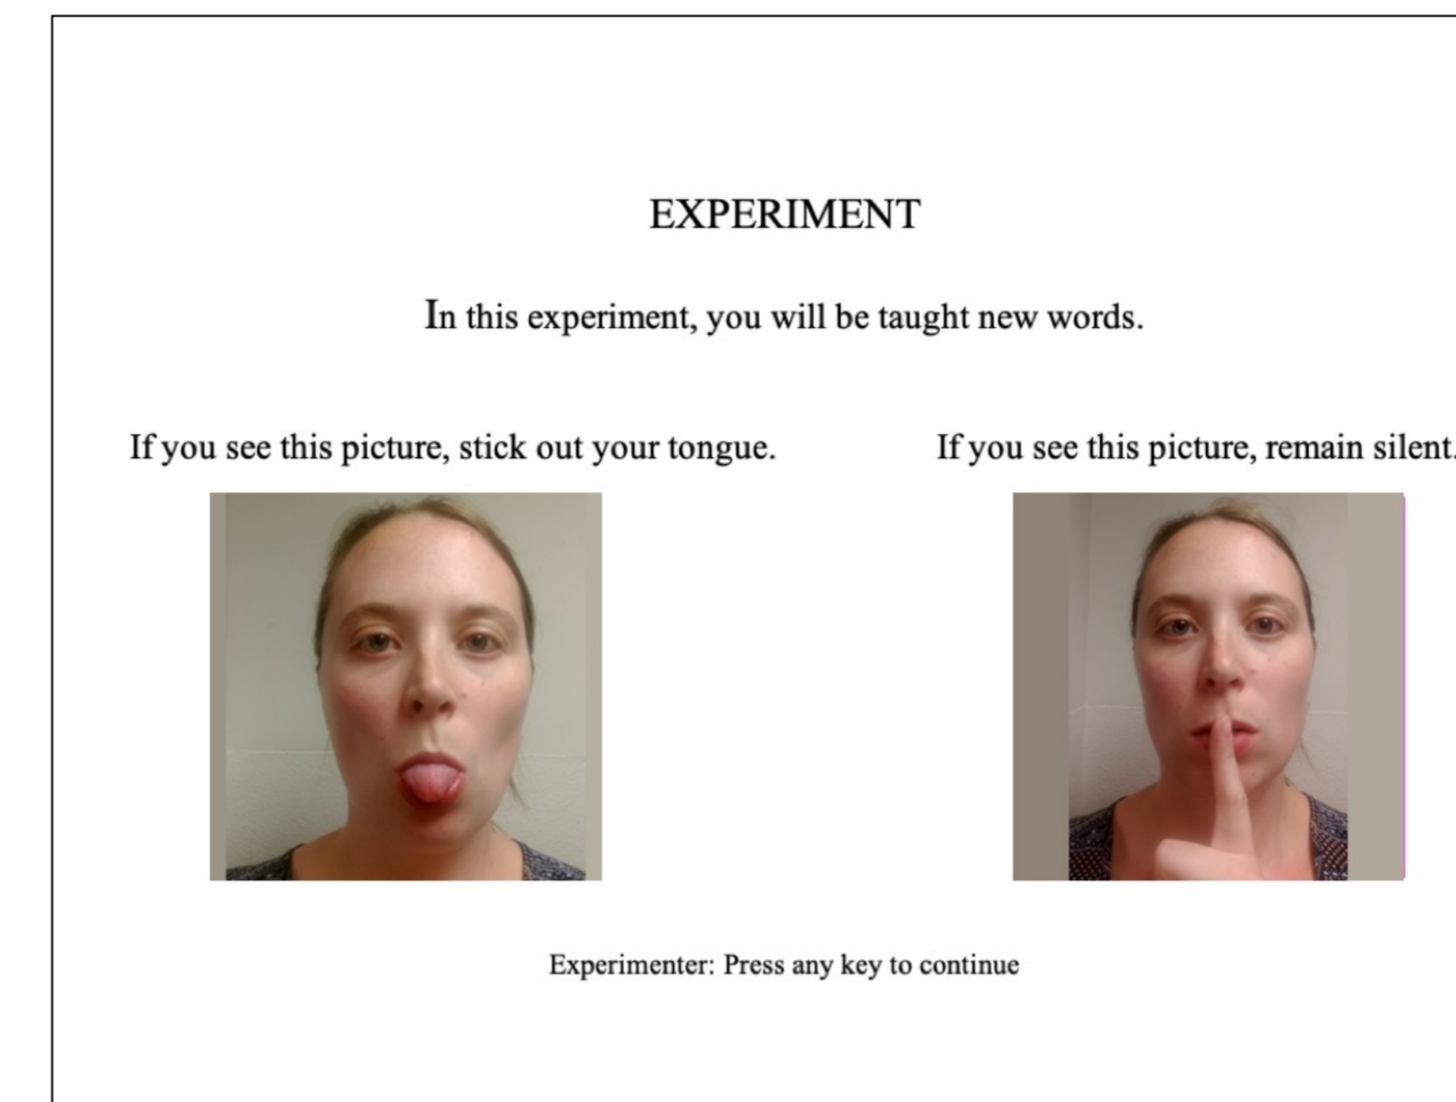 EXPERIMENT
In this experiment, you will be taught new words.
If you see this picture, stick out your tongue.
If you see this picture, remain silent.
Experimenter: Press any key to continue